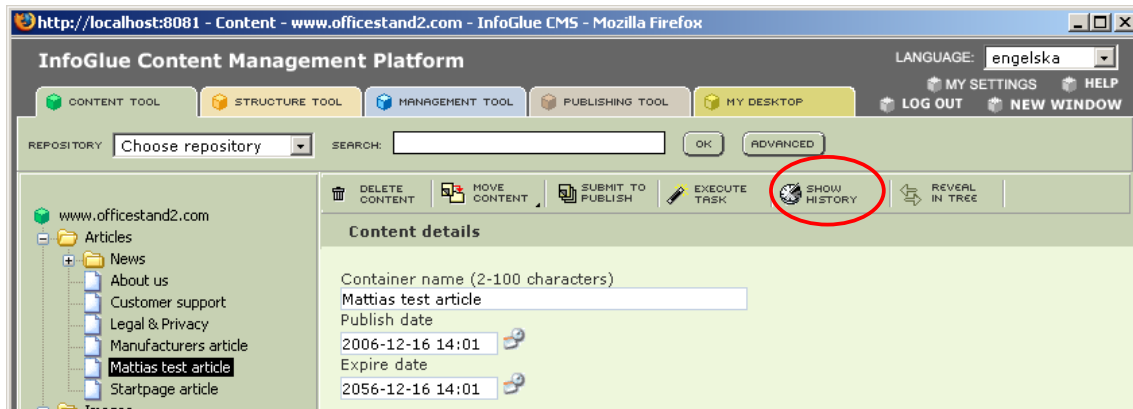 http://localhost:8081 - Content - www.officestand2.com - InfoGlue CMS - Mozilla Firefox
InfoGlue Content Management Platform
LANGUAGE: engelska
MY SETTINGS HELP
LOG OUT NEW WINDOW
CONTENT TOOL STRUCTURE TOOL MANAGEMENT TOOL PUBLISHING TOOL MY DESKTOP
REPOSITORY Choose repository SEARCH: OK ADVANCED
DELETE CONTENT MOVE CONTENT SUBMIT TO PUBLISH EXECUTE TASK SHOW HISTORY REVEAL IN TREE
www.officestand2.com
Articles
News
About us
Customer support
Legal & Privacy
Manufacturers article
Mattias test article
Startpage article
Images
Content details
Container name (2-100 characters)
Mattias test article
Publish date
2006-12-16 14:01
Expire date
2056-12-16 14:01